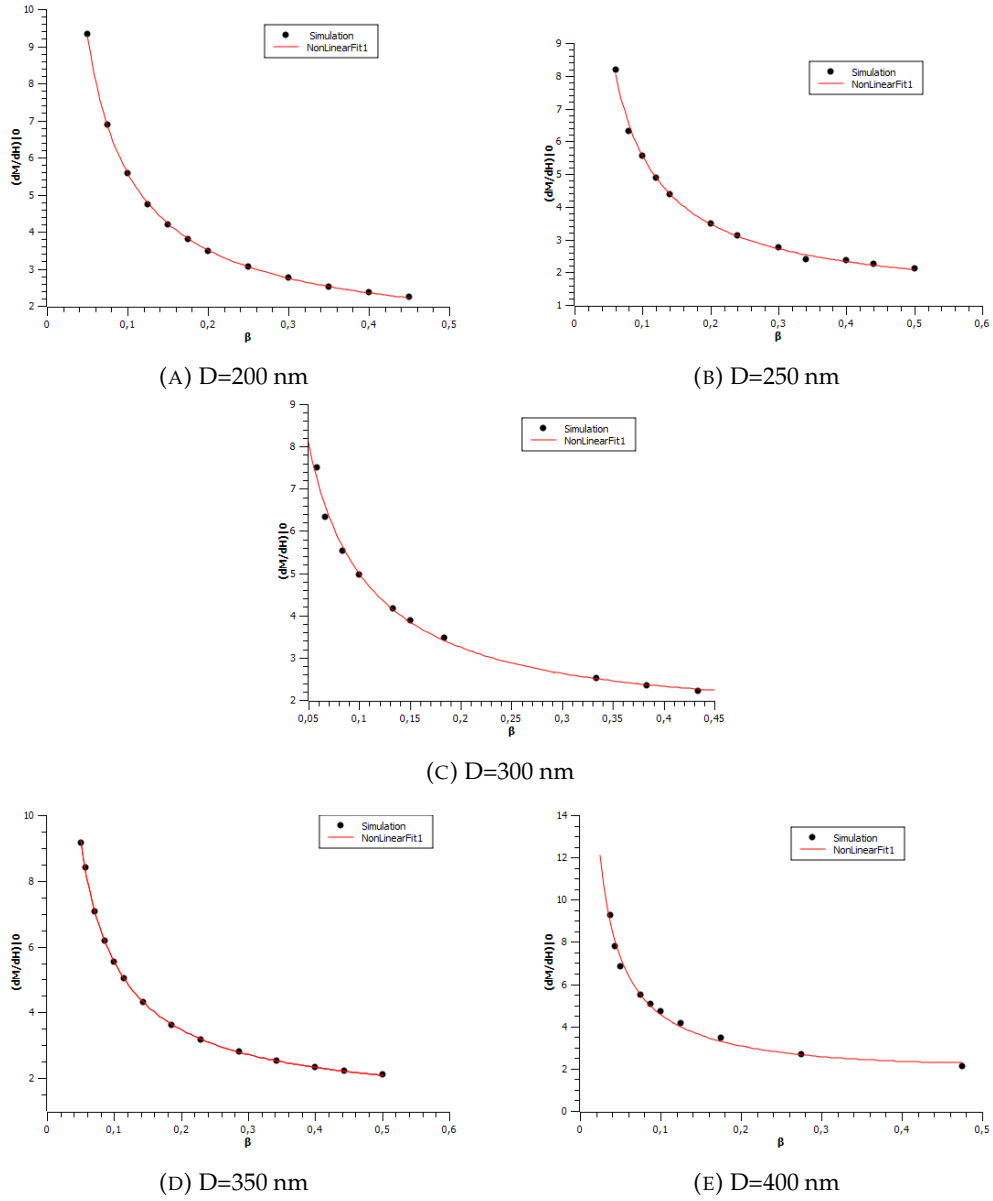 10
9
8
7
6
5
4
3
2
(dM/dH)|0
0
0,1
0,2
0,3
0,4
0,5
β
Simulation
NonLinearFit1
(A) D=200 nm
9
8
7
6
5
4
3
2
1
(dM/dH)|0
0
0,1
0,2
0,3
0,4
0,5
0,6
β
Simulation
NonLinearFit1
(B) D=250 nm
9
8
7
6
5
4
3
2
(dM/dH)|0
0,05
0,1
0,15
0,2
0,25
0,3
0,35
0,4
0,45
β
Simulation
NonLinearFit1
(C) D=300 nm
10
8
6
4
2
(dM/dH)|0
0
0,1
0,2
0,3
0,4
0,5
0,6
β
Simulation
NonLinearFit1
(D) D=350 nm
14
12
10
8
6
4
2
0
(dM/dH)|0
0
0,1
0,2
0,3
0,4
0,5
β
Simulation
NonLinearFit1
(E) D=400 nm